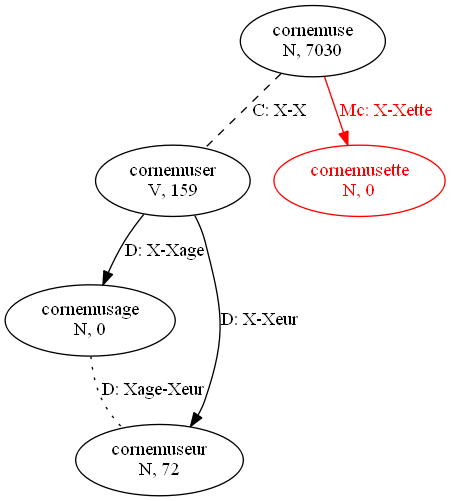 cornemuse
N, 7030
C: X-X
Mc: X-Xette
cornemuser
V, 159
cornemusette
N, 0
D: X-Xage
cornemusage
N, 0
D: X-Xeur
D: Xage-Xeur
cornemuseur
N, 72